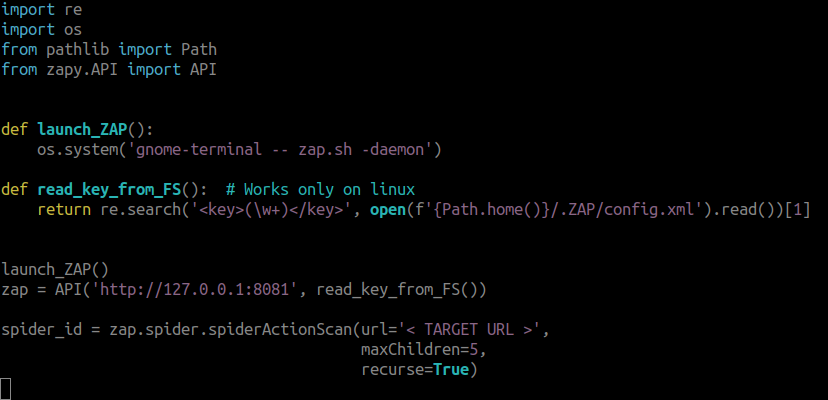 import re
import os
from pathlib import Path
from zapy.API import API
def launch_ZAP():
    os.system('gnome-terminal -- zap.sh -daemon')
def read_key_from_FS():  # Works only on linux
    return re.search('<key>(\w+)</key>', open(f'{Path.home()}/.ZAP/config.xml').read())[1]
launch_ZAP()
zap = API('http://127.0.0.1:8081', read_key_from_FS())
spider_id = zap.spider.spiderActionScan(url='< TARGET URL >',
                                        maxChildren=5,
                                        recurse=True)